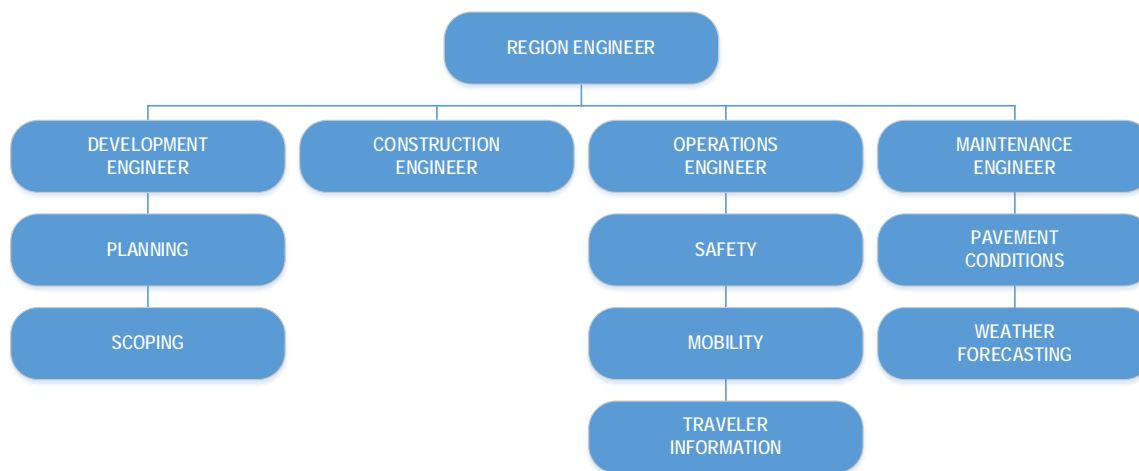 REGION ENGINEER
DEVELOPMENT
ENGINEER
CONSTRUCTION
ENGINEER
OPERATIONS
ENGINEER
MAINTENANCE
ENGINEER
PLANNING
SAFETY
PAVEMENT
CONDITIONS
SCOPING
MOBILITY
WEATHER
FORECASTING
TRAVELER
INFORMATION